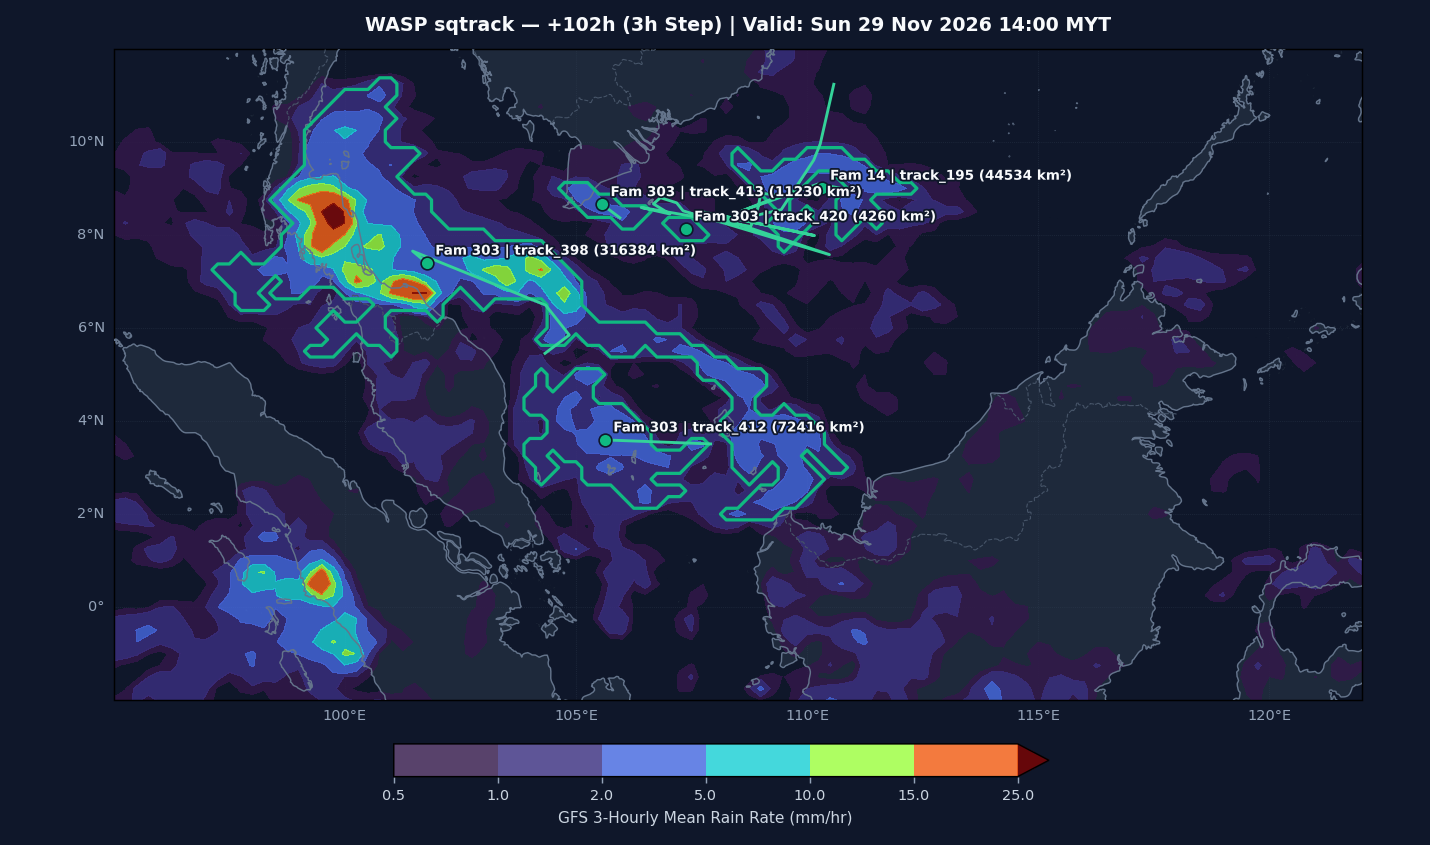 WASP sqtrack — +102h (3h Step) | Valid: Sun 29 Nov 2026 14:00 MYT
10°N
8°N
6°N
4°N
2°N
0°
Fam 14 | track_195 (44534 km²)
Fam 303 | track_413 (11230 km²)
Fam 303 | track_420 (4260 km²)
Fam 303 | track_398 (316384 km²)
Fam 303 | track_412 (72416 km²)
100°E 105°E 110°E 115°E 120°E
0.5 1.0 2.0 5.0 10.0 15.0 25.0
GFS 3-Hourly Mean Rain Rate (mm/hr)